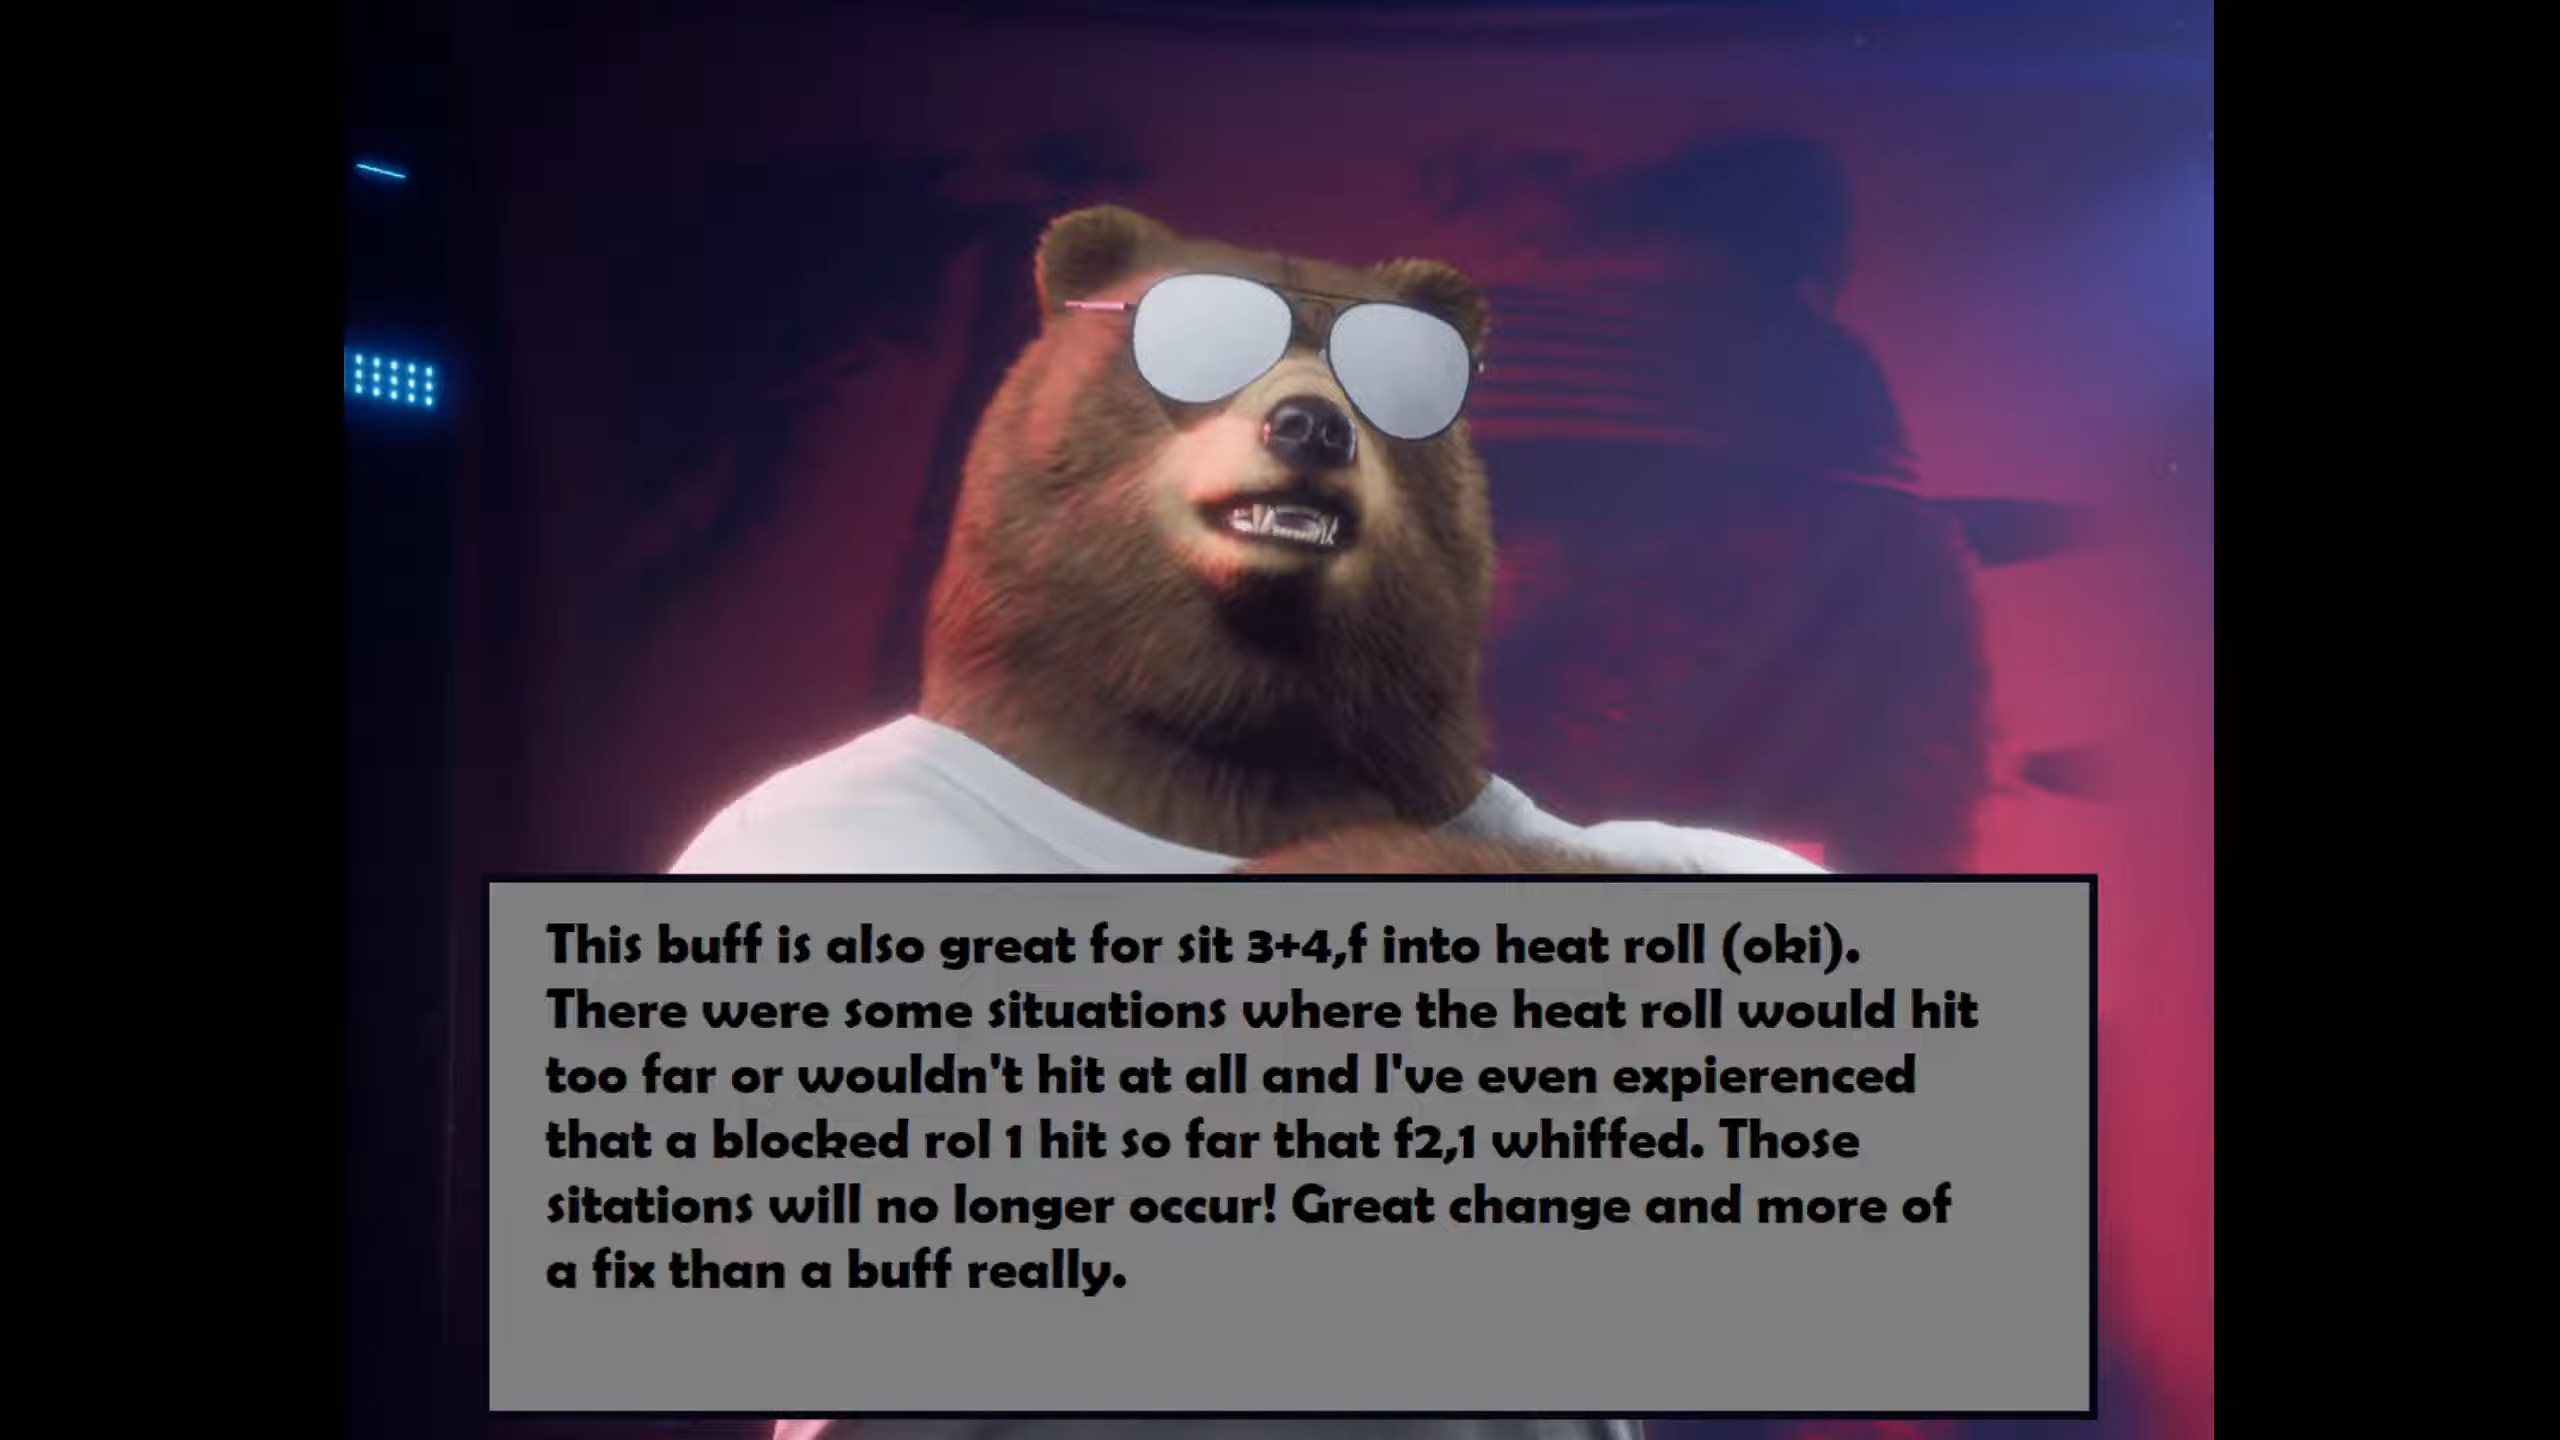 This buff is also great for sit 3+4,f into heat roll (oki).
There were some situations where the heat roll would hit
too far or wouldn't hit at all and I've even expierenced
that a blocked rol 1 hit so far that f2,1 whiffed. Those
sitations will no longer occur! Great change and more of
a fix than a buff really.